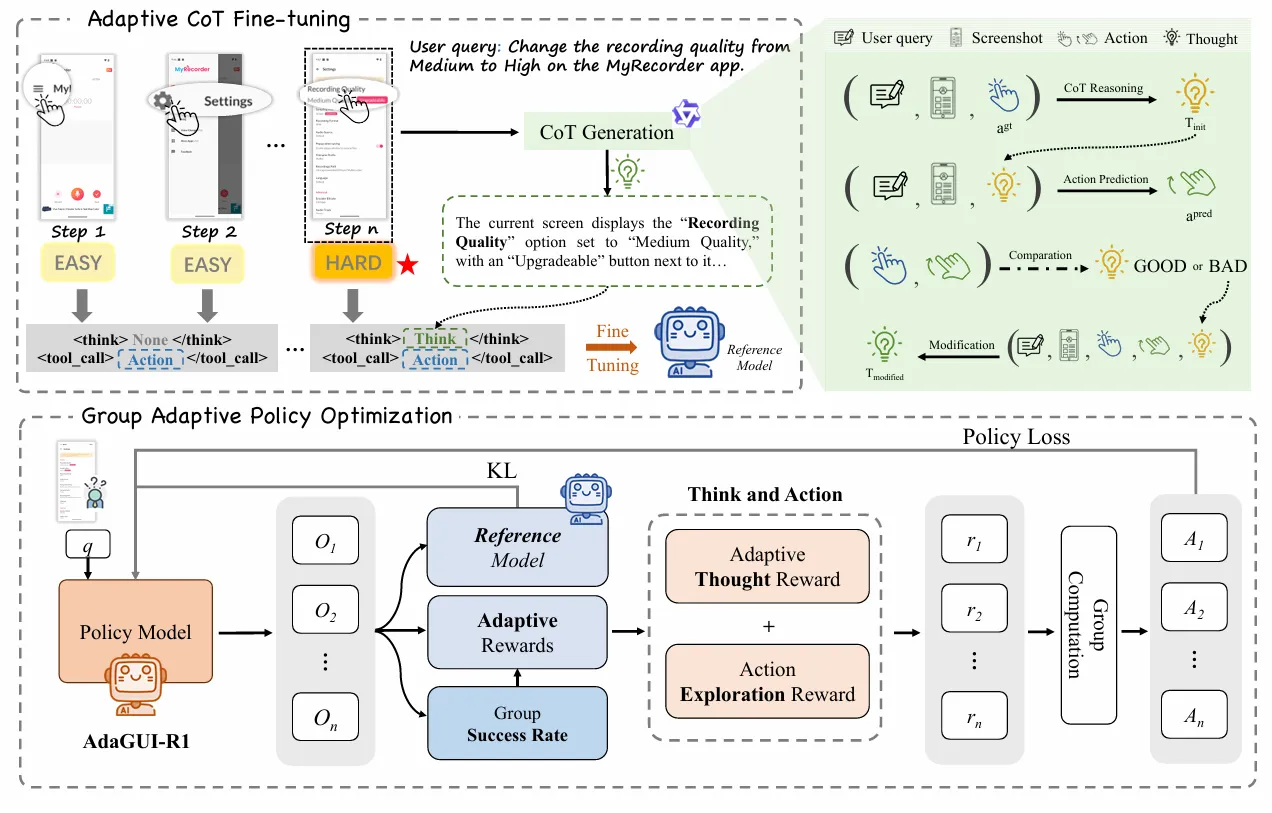 Adaptive CoT Fine-tuning
User query: Change the recording quality from
Medium to High on the MyRecorder app.
My
MyRecorder
Settings
Settings
Recording Quality
Medium
...
Step 1
Step 2
Step n
EASY
EASY
HARD
CoT Generation
The current screen displays the “Recording
Quality” option set to “Medium Quality,”
with an “Upgradeable” button next to it…
<think> None </think>
<tool_call> Action </tool_call>
...
<think> Think </think>
<tool_call> Action </tool_call>
Fine
Tuning
AI
Reference
Model
User query
Screenshot
Action
Thought
( , , a^gt )
CoT Reasoning
T_init
( , , )
Action Prediction
a^pred
( , )
Comparation
GOOD or BAD
T_modified
Modification
( , , , , )
Group Adaptive Policy Optimization
Policy Loss
KL
q
Policy Model
AI
AdaGUI-R1
O_1
O_2
⋮
O_n
AI
Reference
Model
Adaptive
Rewards
Group
Success Rate
Think and Action
Adaptive
Thought Reward
+
Action
Exploration Reward
r_1
r_2
⋮
r_n
Group
Computation
A_1
A_2
⋮
A_n